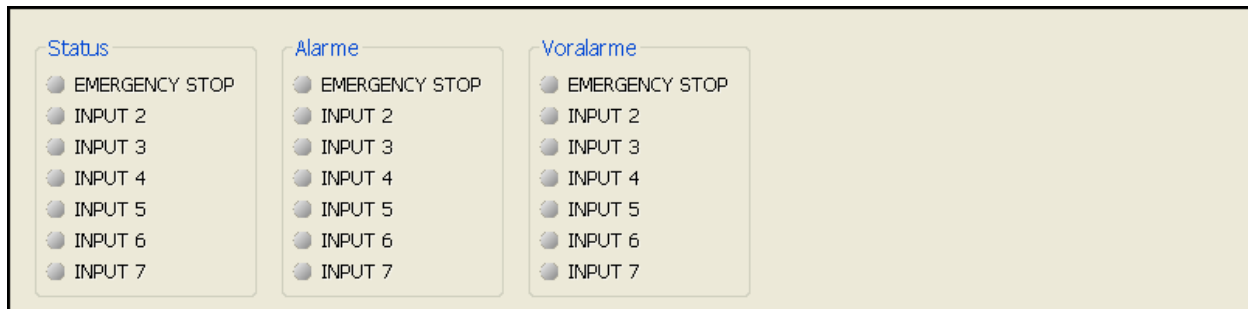 Status
EMERGENCY STOP
INPUT 2
INPUT 3
INPUT 4
INPUT 5
INPUT 6
INPUT 7
Alarme
EMERGENCY STOP
INPUT 2
INPUT 3
INPUT 4
INPUT 5
INPUT 6
INPUT 7
Voralarme
EMERGENCY STOP
INPUT 2
INPUT 3
INPUT 4
INPUT 5
INPUT 6
INPUT 7